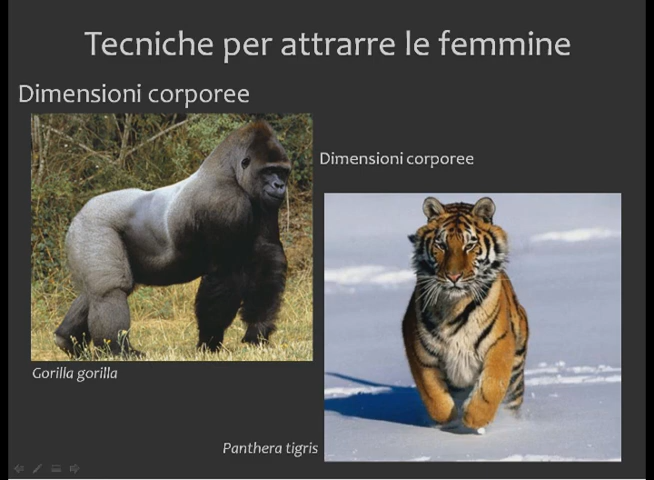 Tecniche per attrarre le femmine
Dimensioni corporee
Dimensioni corporee
Gorilla gorilla
Panthera tigris